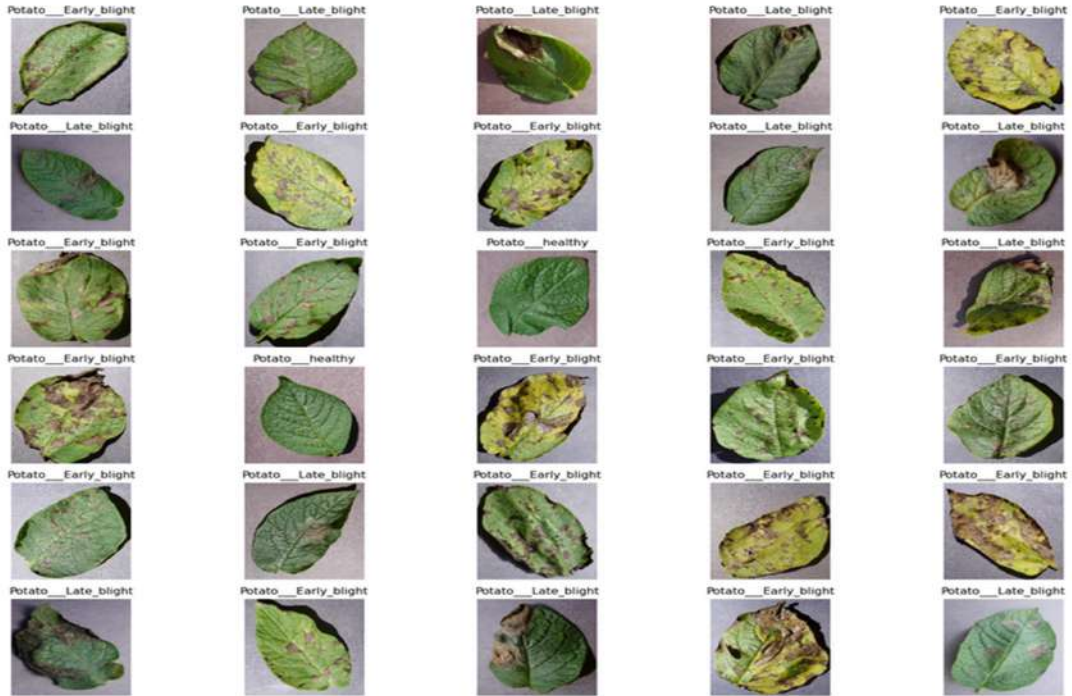 Potato___Early_blight Potato___Late_blight Potato___Late_blight Potato___Late_blight Potato___Early_blight
Potato___Late_blight Potato___Early_blight Potato___Early_blight Potato___Late_blight Potato___Late_blight
Potato___Early_blight Potato___Early_blight Potato___healthy Potato___Early_blight Potato___Late_blight
Potato___Early_blight Potato___healthy Potato___Early_blight Potato___Early_blight Potato___Early_blight
Potato___Early_blight Potato___Late_blight Potato___Early_blight Potato___Early_blight Potato___Early_blight
Potato___Late_blight Potato___Early_blight Potato___Late_blight Potato___Early_blight Potato___Late_blight